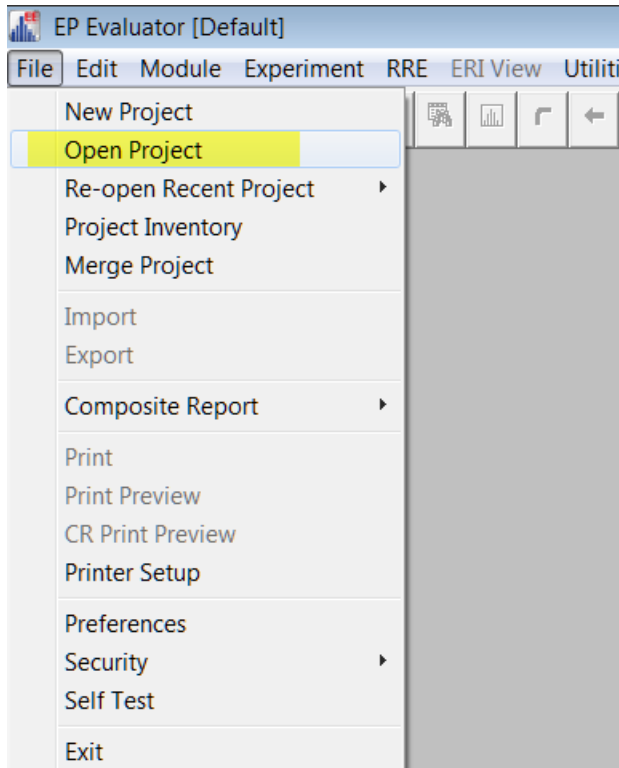 EP Evaluator [Default]
File Edit Module Experiment RRE ERI View Utiliti
New Project
Open Project
Re-open Recent Project
Project Inventory
Merge Project
Import
Export
Composite Report
Print
Print Preview
CR Print Preview
Printer Setup
Preferences
Security
Self Test
Exit